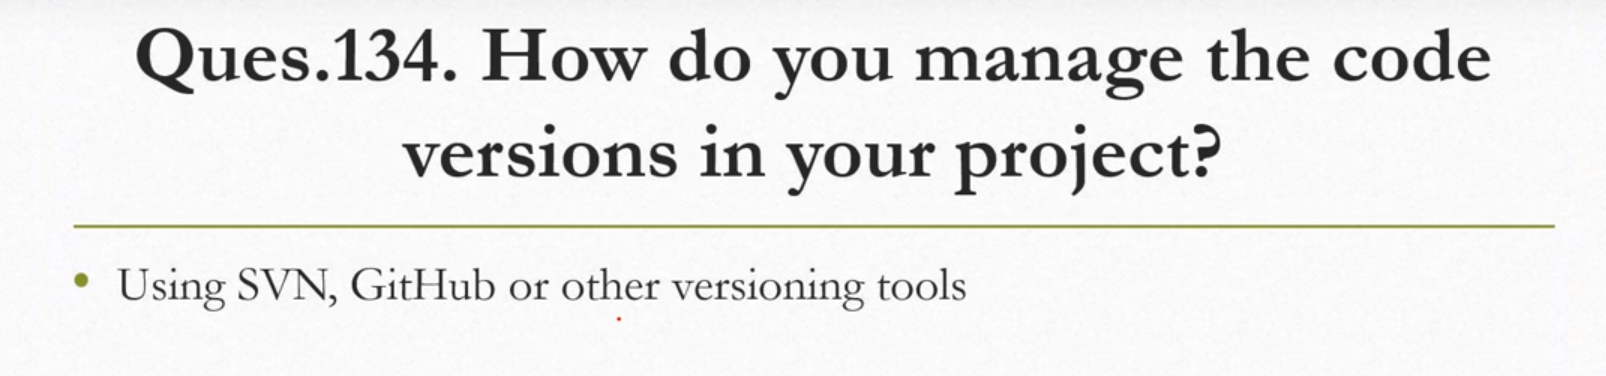 Ques.134. How do you manage the code
versions in your project?
• Using SVN, GitHub or other versioning tools